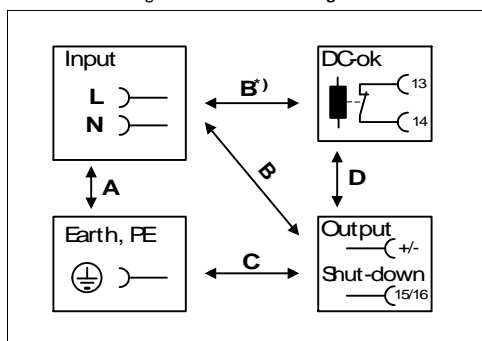 Input
L
N
B*)
DC-ok
13
14
A
B
D
Earth, PE
C
Output
+/-
Shut-down
15/16